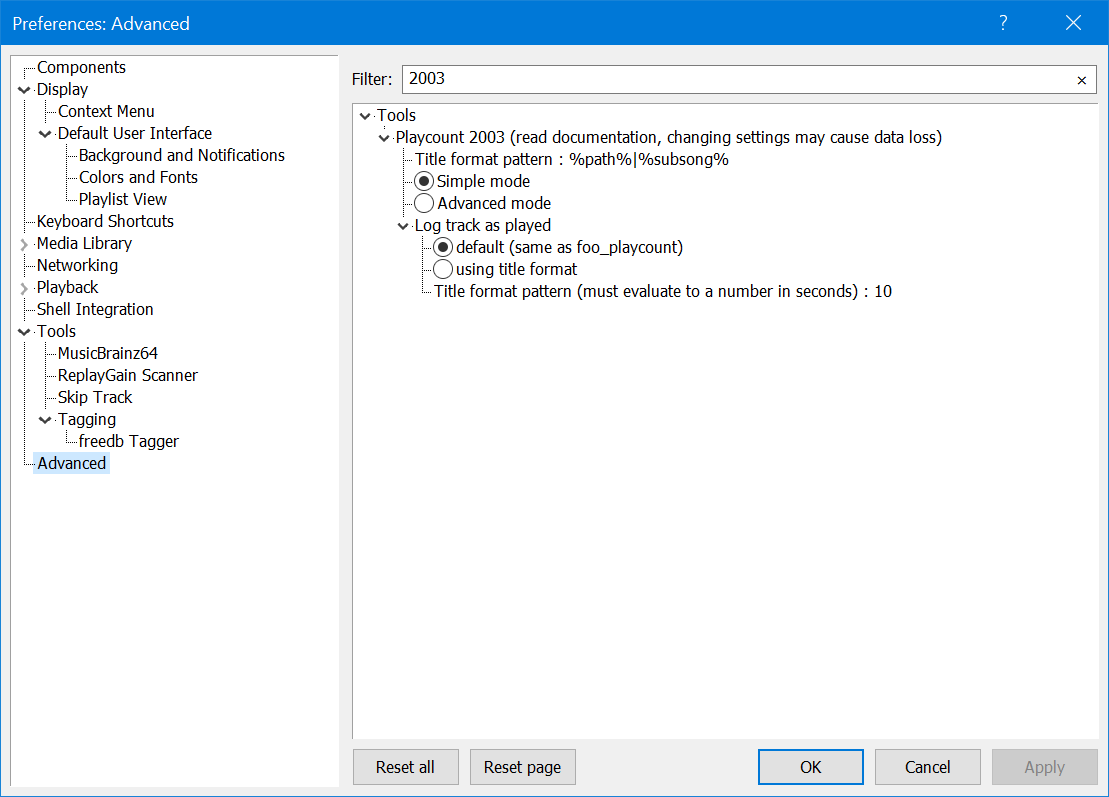 Preferences: Advanced
?
Components
Display
Context Menu
Default User Interface
Background and Notifications
Colors and Fonts
Playlist View
Keyboard Shortcuts
Media Library
Networking
Playback
Shell Integration
Tools
MusicBrainz64
ReplayGain Scanner
Skip Track
Tagging
freedb Tagger
Advanced
Filter: 2003
Tools
Playcount 2003 (read documentation, changing settings may cause data loss)
Title format pattern : %path%|%subsong%
Simple mode
Advanced mode
Log track as played
default (same as foo_playcount)
using title format
Title format pattern (must evaluate to a number in seconds) : 10
Reset all Reset page OK Cancel Apply